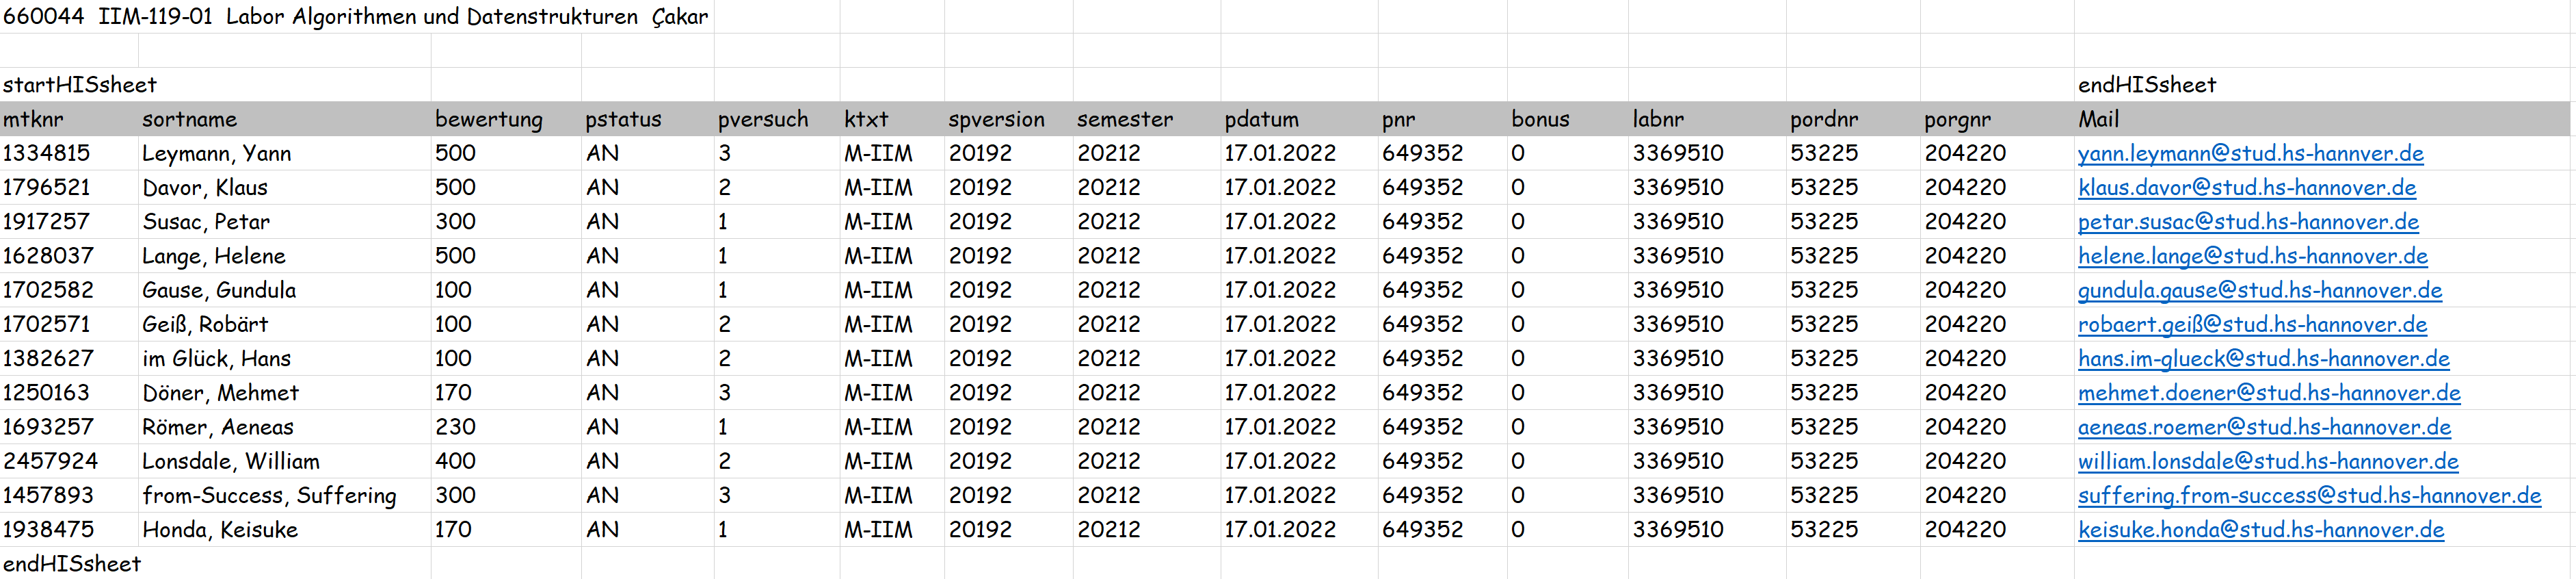 660044 IIM-119-01 Labor Algorithmen und Datenstrukturen Çakar
startHISsheet endHISsheet
mtknr sortname bewertung pstatus pversuch ktxt spversion semester pdatum pnr bonus labnr pordnr porgnr Mail
1334815 Leymann, Yann 500 AN 3 M-IIM 20192 20212 17.01.2022 649352 0 3369510 53225 204220 yann.leymann@stud.hs-hannver.de
1796521 Davor, Klaus 500 AN 2 M-IIM 20192 20212 17.01.2022 649352 0 3369510 53225 204220 klaus.davor@stud.hs-hannover.de
1917257 Susac, Petar 300 AN 1 M-IIM 20192 20212 17.01.2022 649352 0 3369510 53225 204220 petar.susac@stud.hs-hannover.de
1628037 Lange, Helene 500 AN 1 M-IIM 20192 20212 17.01.2022 649352 0 3369510 53225 204220 helene.lange@stud.hs-hannover.de
1702582 Gause, Gundula 100 AN 1 M-IIM 20192 20212 17.01.2022 649352 0 3369510 53225 204220 gundula.gause@stud.hs-hannover.de
1702571 Geiß, Robärt 100 AN 2 M-IIM 20192 20212 17.01.2022 649352 0 3369510 53225 204220 robaert.geiß@stud.hs-hannover.de
1382627 im Glück, Hans 100 AN 2 M-IIM 20192 20212 17.01.2022 649352 0 3369510 53225 204220 hans.im-glueck@stud.hs-hannover.de
1250163 Döner, Mehmet 170 AN 3 M-IIM 20192 20212 17.01.2022 649352 0 3369510 53225 204220 mehmet.doener@stud.hs-hannover.de
1693257 Römer, Aeneas 230 AN 1 M-IIM 20192 20212 17.01.2022 649352 0 3369510 53225 204220 aeneas.roemer@stud.hs-hannover.de
2457924 Lonsdale, William 400 AN 2 M-IIM 20192 20212 17.01.2022 649352 0 3369510 53225 204220 william.lonsdale@stud.hs-hannover.de
1457893 from-Success, Suffering 300 AN 3 M-IIM 20192 20212 17.01.2022 649352 0 3369510 53225 204220 suffering.from-success@stud.hs-hannover.de
1938475 Honda, Keisuke 170 AN 1 M-IIM 20192 20212 17.01.2022 649352 0 3369510 53225 204220 keisuke.honda@stud.hs-hannover.de
endHISsheet